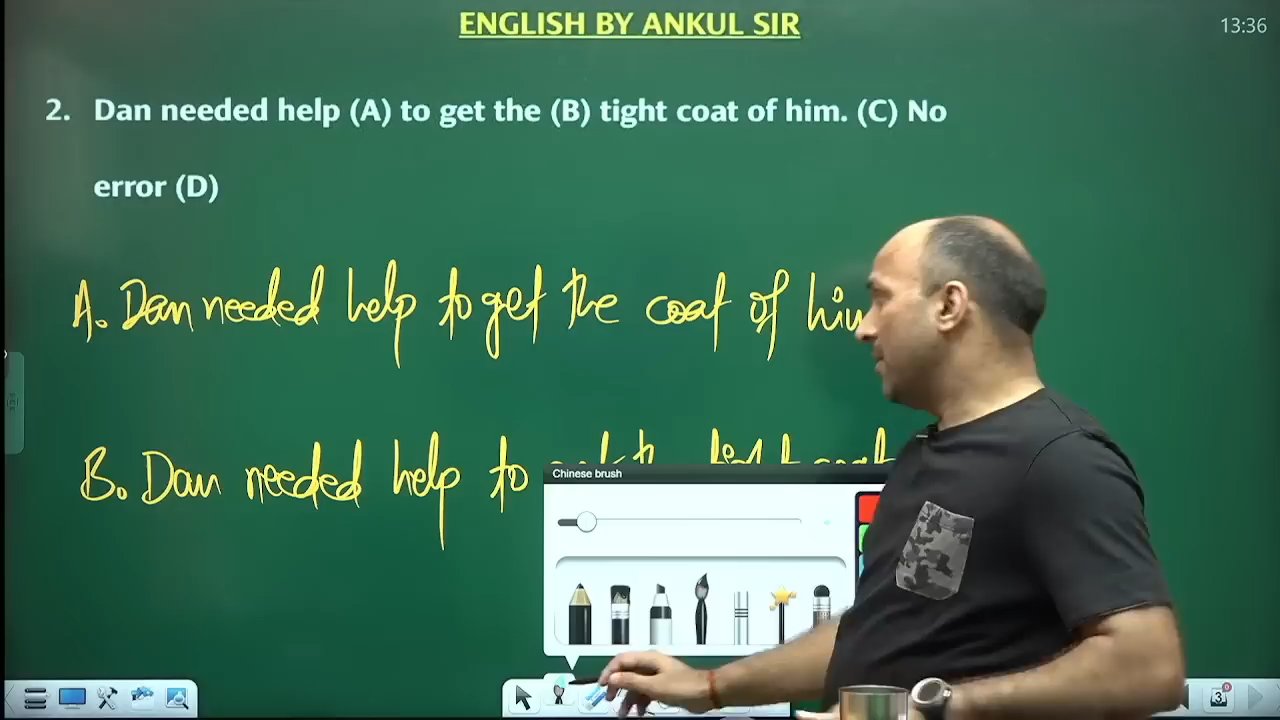 ENGLISH BY ANKUL SIR
13:36
2. Dan needed help (A) to get the (B) tight coat of him. (C) No
error (D)
A. Dan needed help to get the coat of
B. Dan needed help to
Chinese brush
3